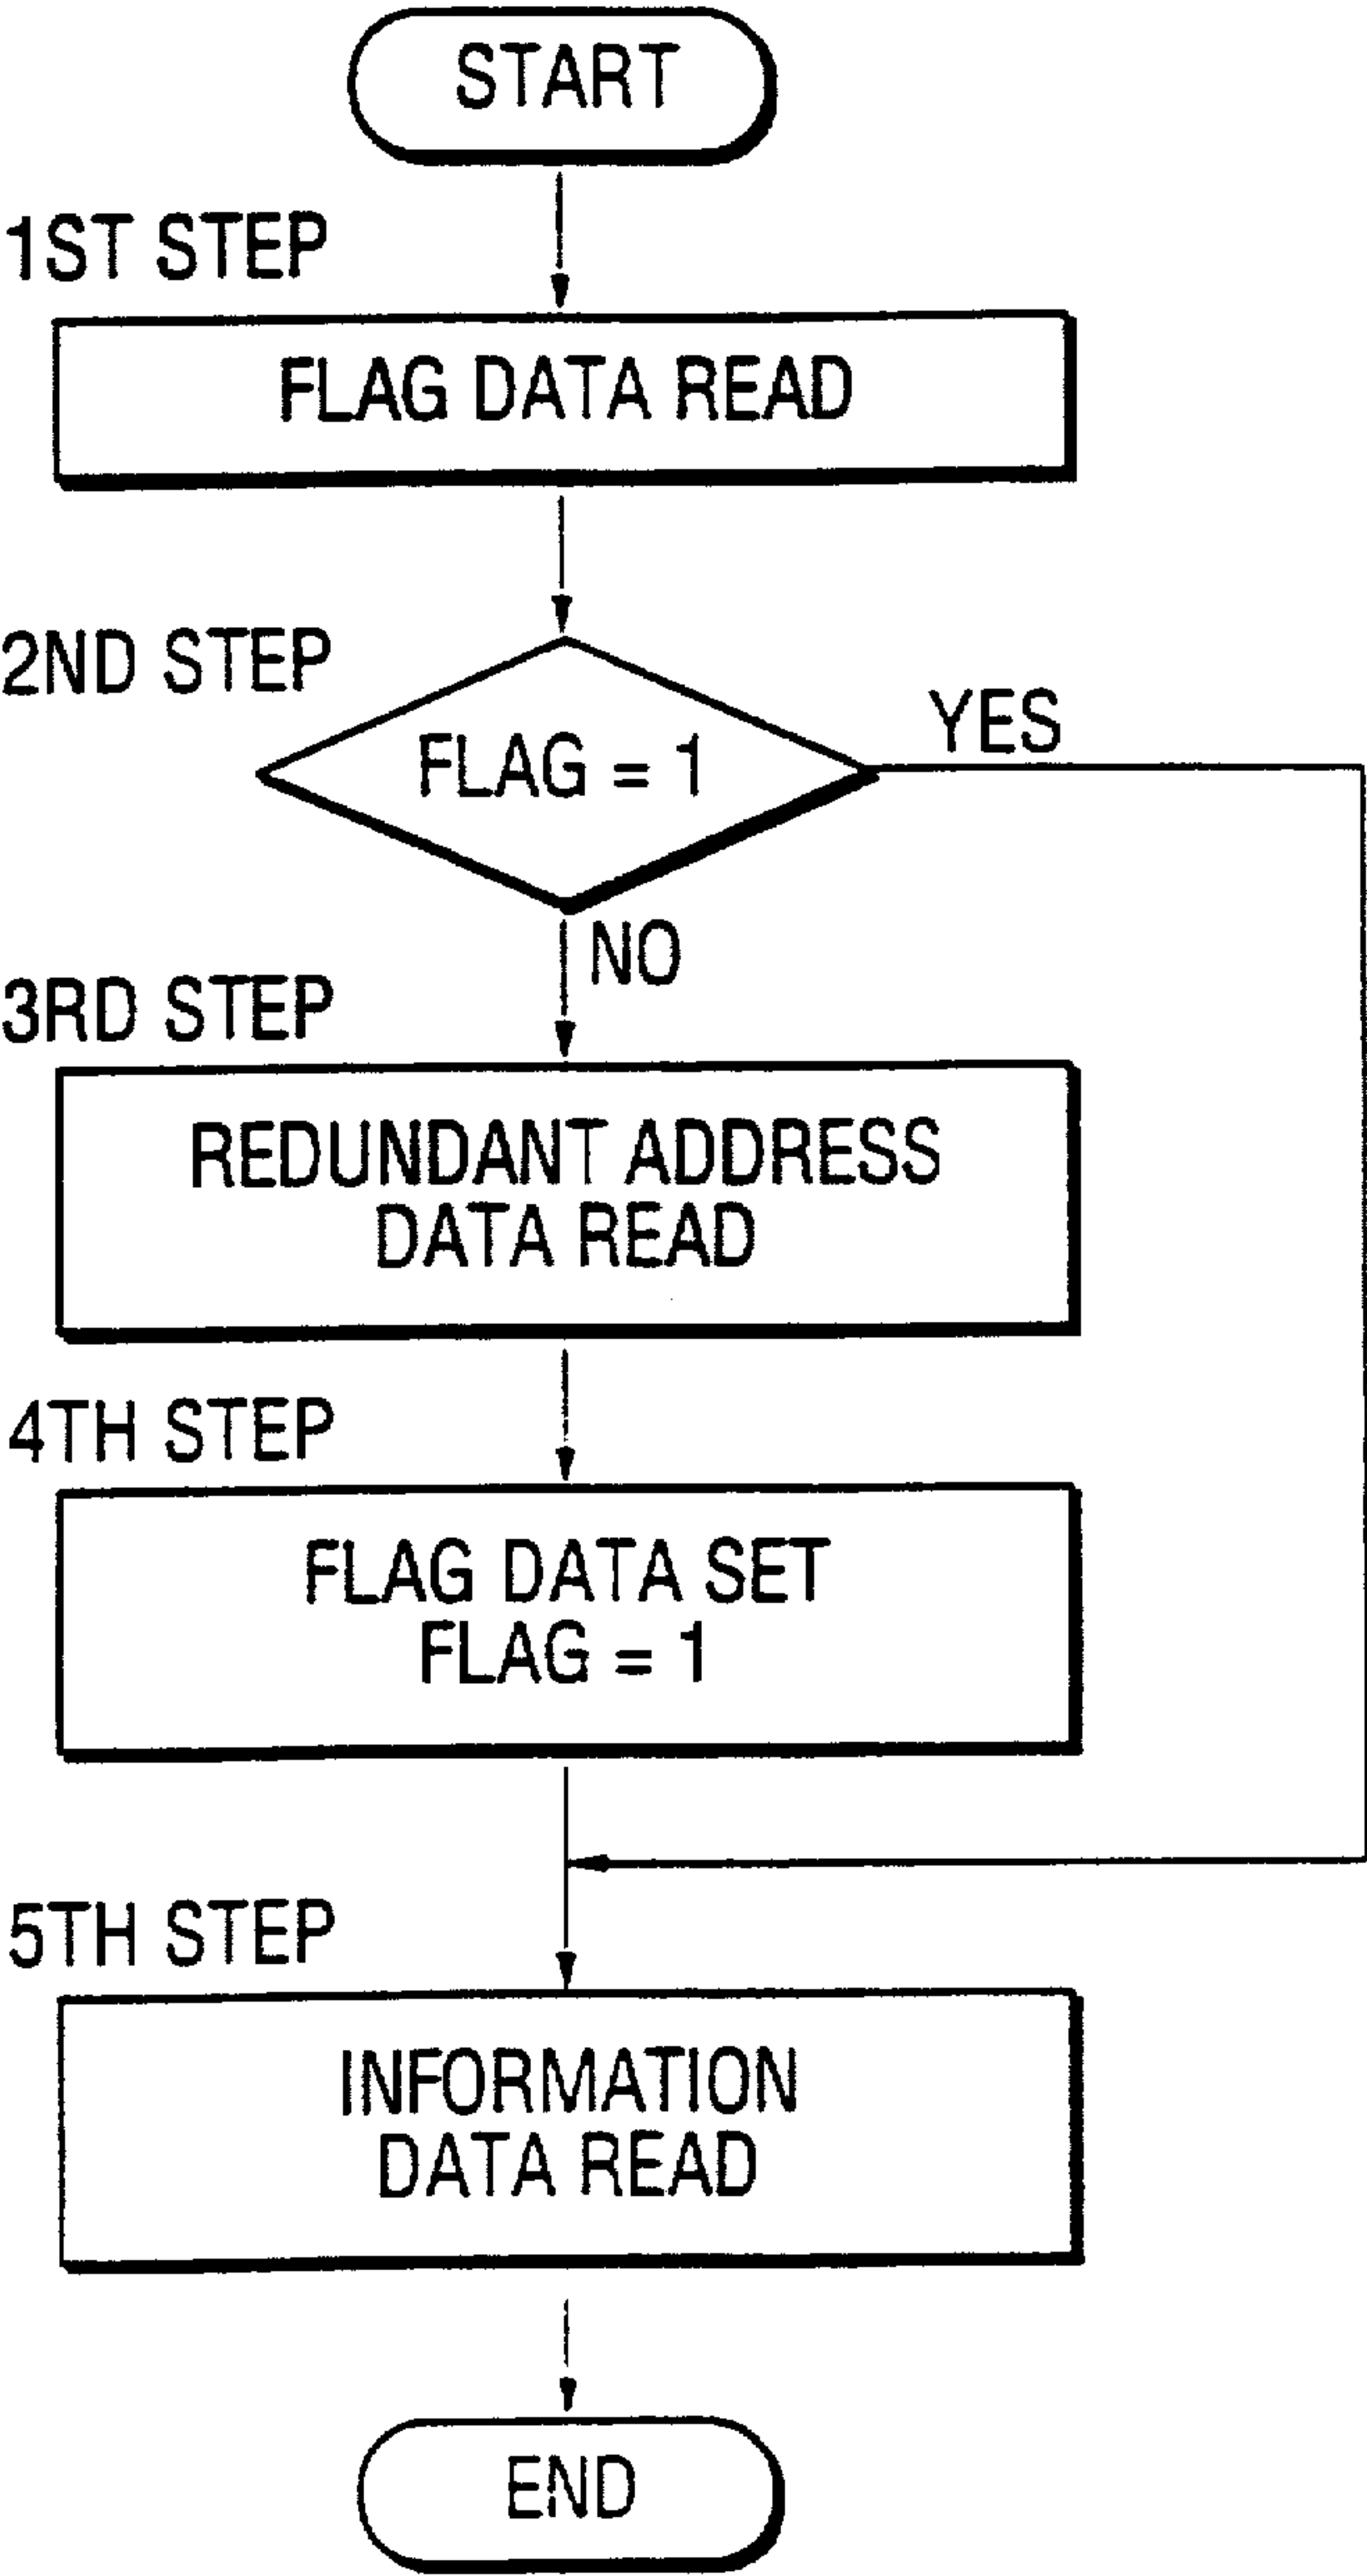 START
1ST STEP
FLAG DATA READ
2ND STEP
FLAG = 1
YES
NO
3RD STEP
REDUNDANT ADDRESS
DATA READ
4TH STEP
FLAG DATA SET
FLAG = 1
5TH STEP
INFORMATION
DATA READ
END